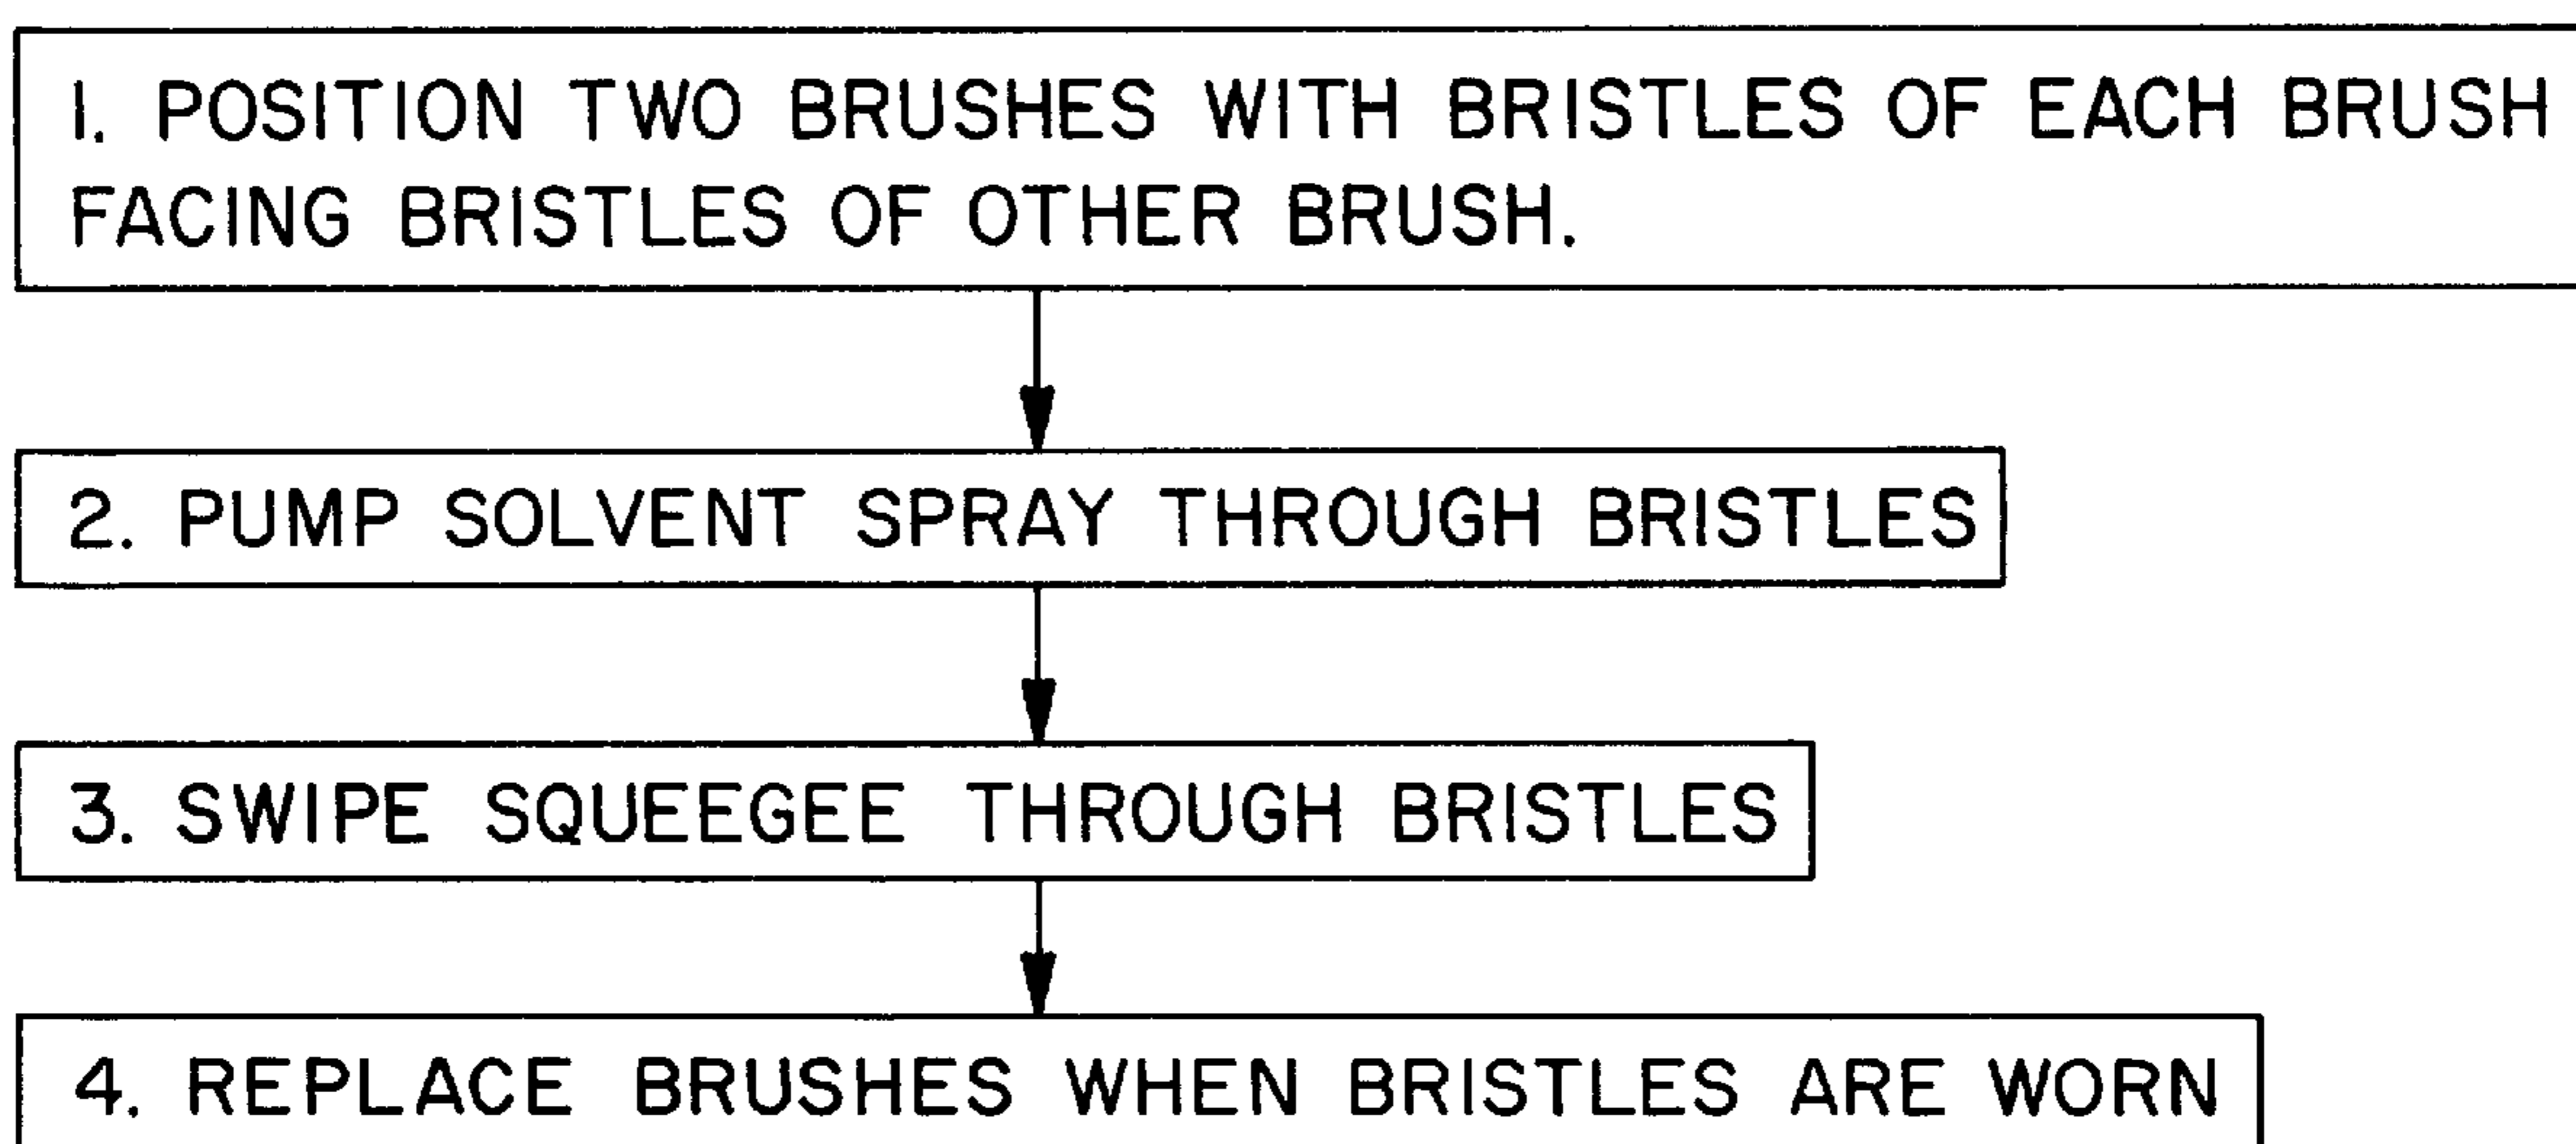 1. POSITION TWO BRUSHES WITH BRISTLES OF EACH BRUSH
FACING BRISTLES OF OTHER BRUSH.
2. PUMP SOLVENT SPRAY THROUGH BRISTLES
3. SWIPE SQUEEGEE THROUGH BRISTLES
4. REPLACE BRUSHES WHEN BRISTLES ARE WORN